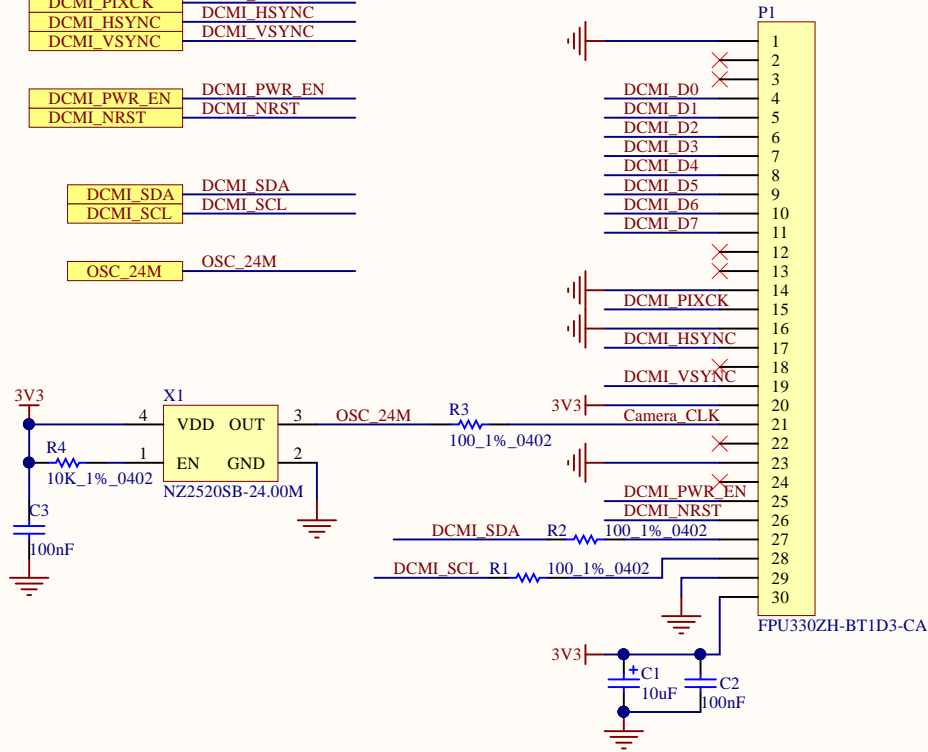 DCMI_PIXCK
DCMI_HSYNC DCMI_HSYNC
DCMI_VSYNC DCMI_VSYNC
DCMI_PWR_EN DCMI_PWR_EN
DCMI_NRST DCMI_NRST
DCMI_SDA DCMI_SDA
DCMI_SCL DCMI_SCL
OSC_24M OSC_24M
P1
1
2
3
DCMI_D0 4
DCMI_D1 5
DCMI_D2 6
DCMI_D3 7
DCMI_D4 8
DCMI_D5 9
DCMI_D6 10
DCMI_D7 11
12
13
14
DCMI_PIXCK 15
16
DCMI_HSYNC 17
18
DCMI_VSYNC 19
3V3 20
Camera_CLK 21
22
23
24
DCMI_PWR_EN 25
DCMI_NRST 26
DCMI_SDA R2 100_1%_0402 27
28
DCMI_SCL R1 100_1%_0402 29
30
FPU330ZH-BT1D3-CA
3V3
X1
4 VDD OUT 3 OSC_24M R3
100_1%_0402
R4 1 EN GND 2
10K_1%_0402 NZ2520SB-24.00M
C3
100nF
3V3 + C1 C2
10uF 100nF